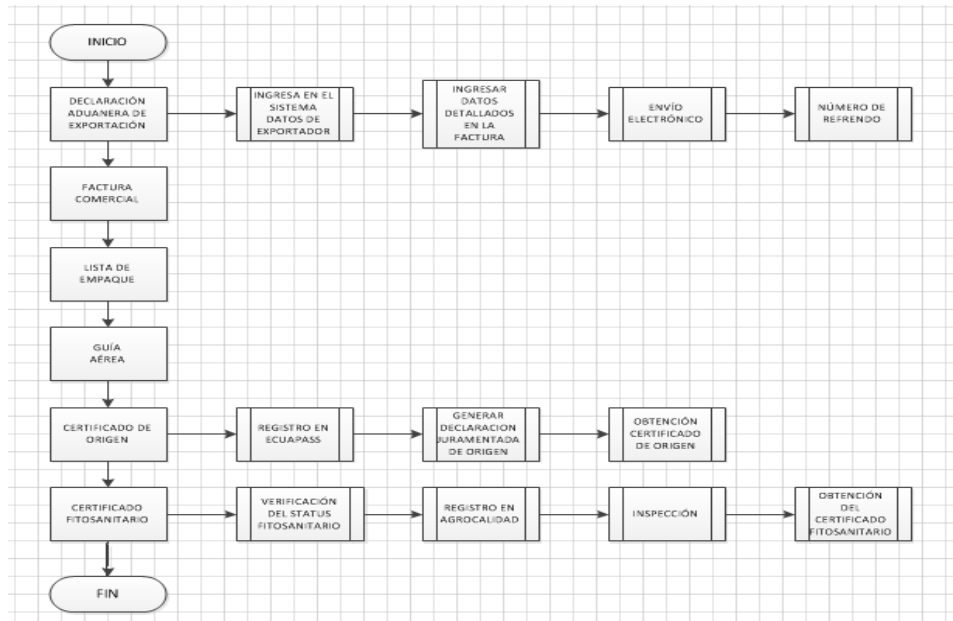 INICIO
DECLARACIÓN
ADUANERA DE
EXPORTACIÓN
INGRESA EN EL
SISTEMA
DATOS DE
EXPORTADOR
INGRESAR
DATOS
DETALLADOS
EN LA
FACTURA
ENVÍO
ELECTRÓNICO
NÚMERO DE
REFRENDO
FACTURA
COMERCIAL
LISTA DE
EMPAQUE
GUÍA
AÉREA
CERTIFICADO DE
ORIGEN
REGISTRO EN
ECUAPASS
GENERAR
DECLARACION
JURAMENTADA
DE ORIGEN
OBTENCIÓN
CERTIFICADO
DE ORIGEN
CERTIFICADO
FITOSANITARIO
VERIFICACIÓN
DEL STATUS
FITOSANITARIO
REGISTRO EN
AGROCALIDAD
INSPECCIÓN
OBTENCIÓN
DEL
CERTIFICADO
FITOSANITARIO
FIN